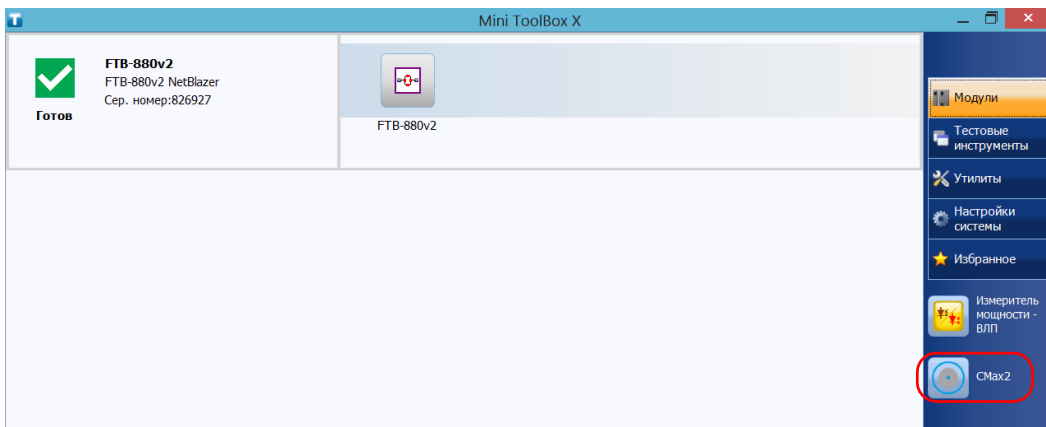 Mini ToolBox X
FTB-880v2
FTB-880v2 NetBlazer
Сер. номер:826927
Готов
FTB-880v2
Модули
Тестовые
инструменты
Утилиты
Настройки
системы
Избранное
Измеритель
мощности -
ВЛП
CMax2